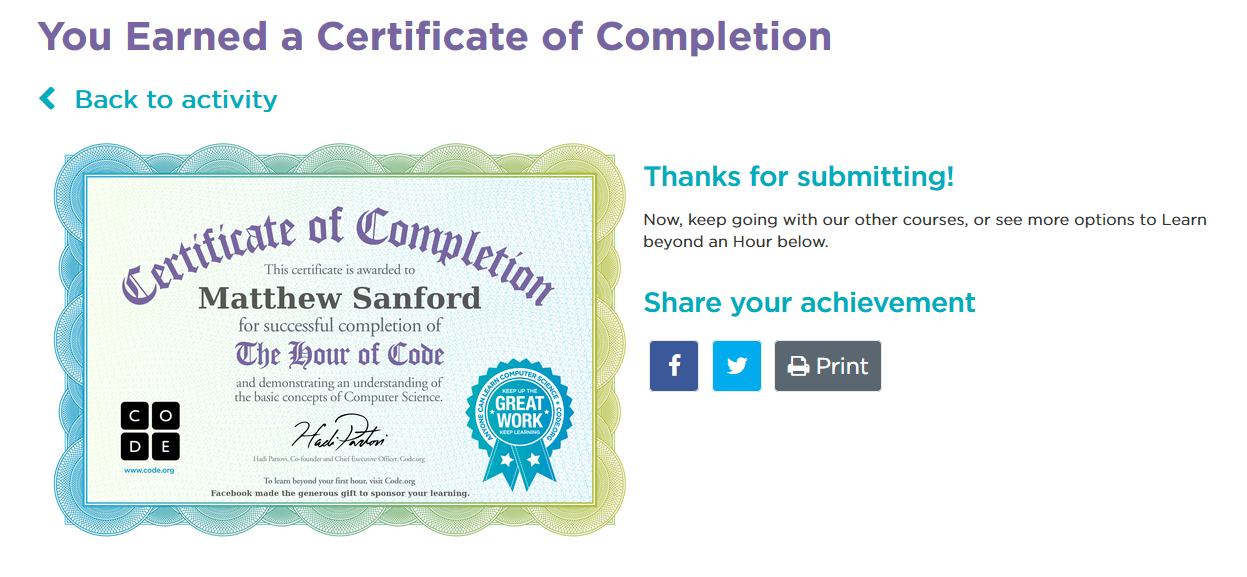 You Earned a Certificate of Completion
Back to activity
Certificate of Completion
This certificate is awarded to
Matthew Sanford
for successful completion of
The Hour of Code
and demonstrating an understanding of
the basic concepts of Computer Science.
Hadi Partovi
Hadi Partovi, Co-founder and Chief Executive Officer, Code.org
To learn beyond your first hour, visit Code.org
Facebook made the generous gift to sponsor your learning.
C O
D E
www.code.org
ANYONE CAN LEARN COMPUTER SCIENCE • CODE.ORG
KEEP UP THE
GREAT
WORK
KEEP LEARNING
Thanks for submitting!
Now, keep going with our other courses, or see more options to Learn
beyond an Hour below.
Share your achievement
Print